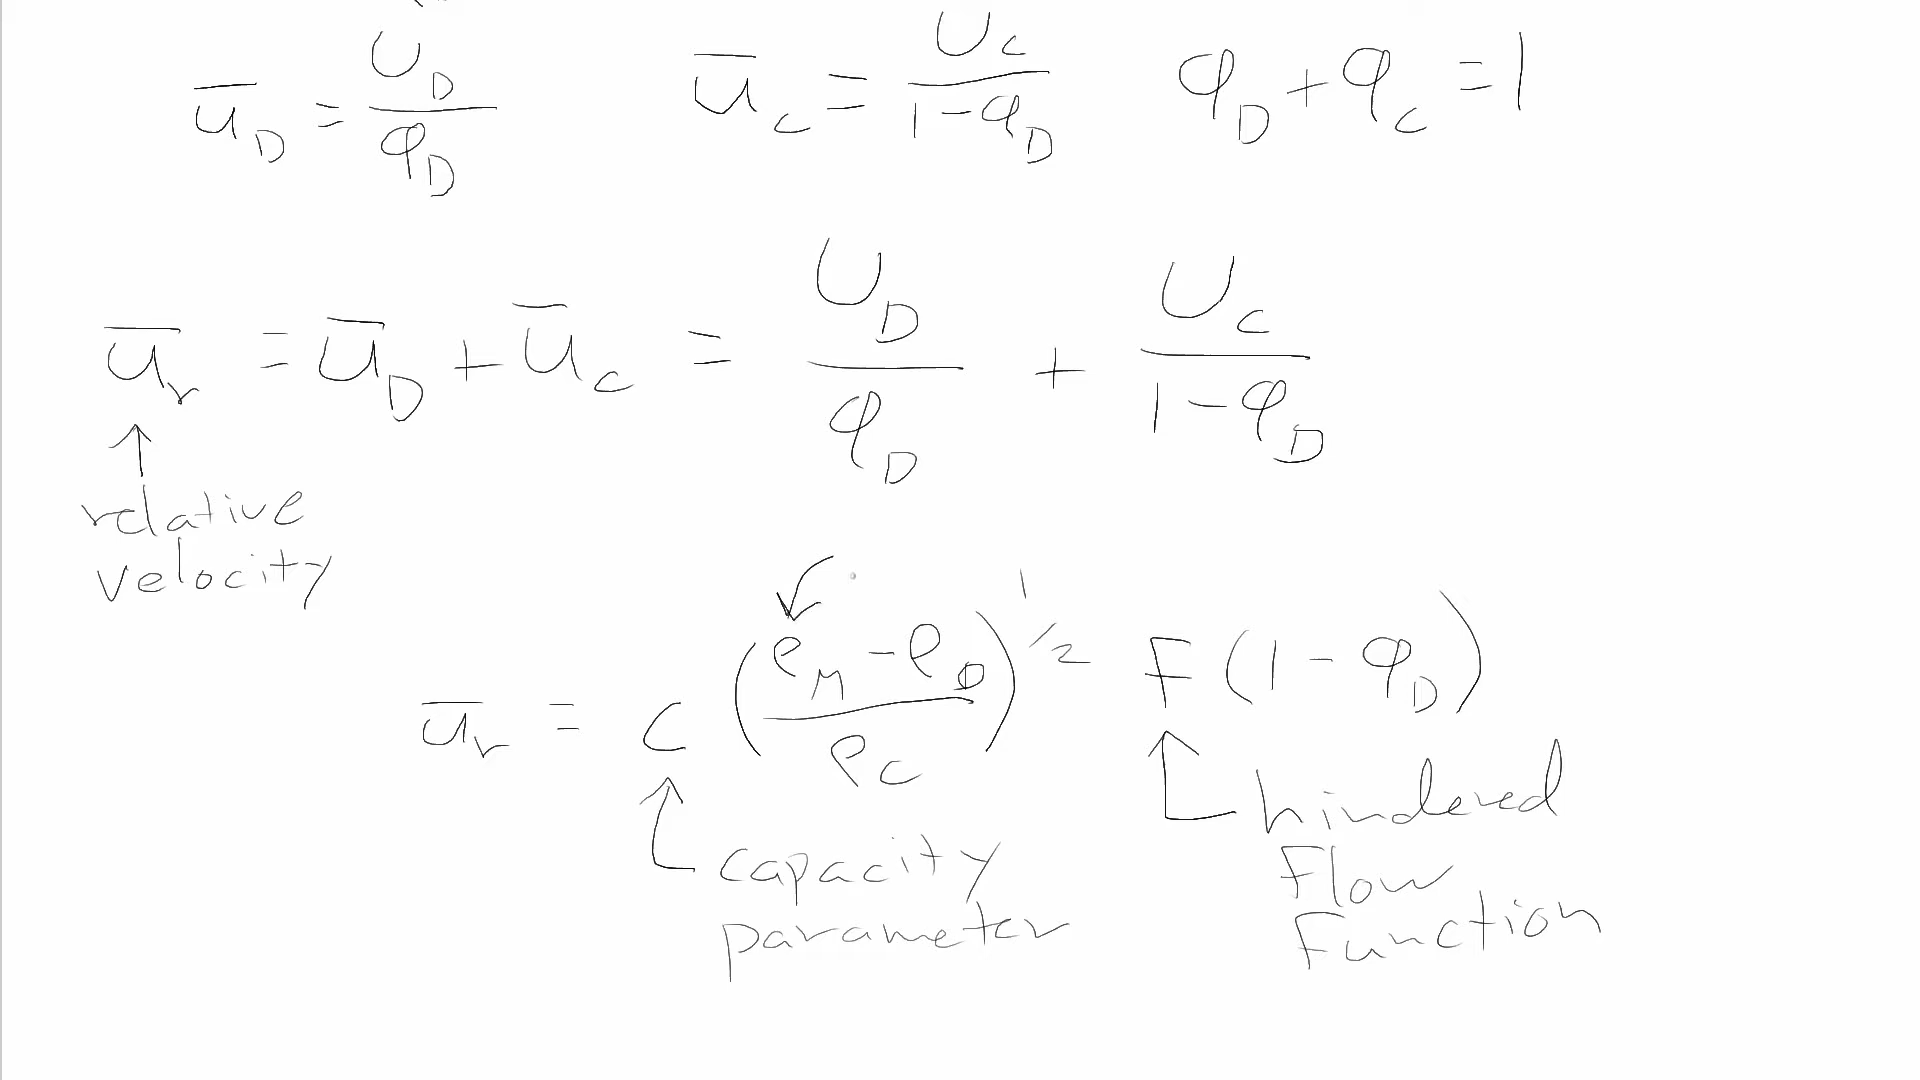 ū_D = U_D / φ_D    ū_C = U_C / (1 - φ_D)    φ_D + φ_C = 1
ū_r = ū_D + ū_C = U_D / φ_D + U_C / (1 - φ_D)
relative
velocity
ū_r = C ((ρ_M - ρ_D) / ρ_C)^1/2 F(1 - φ_D)
capacity
parameter
hindered
Flow
Function